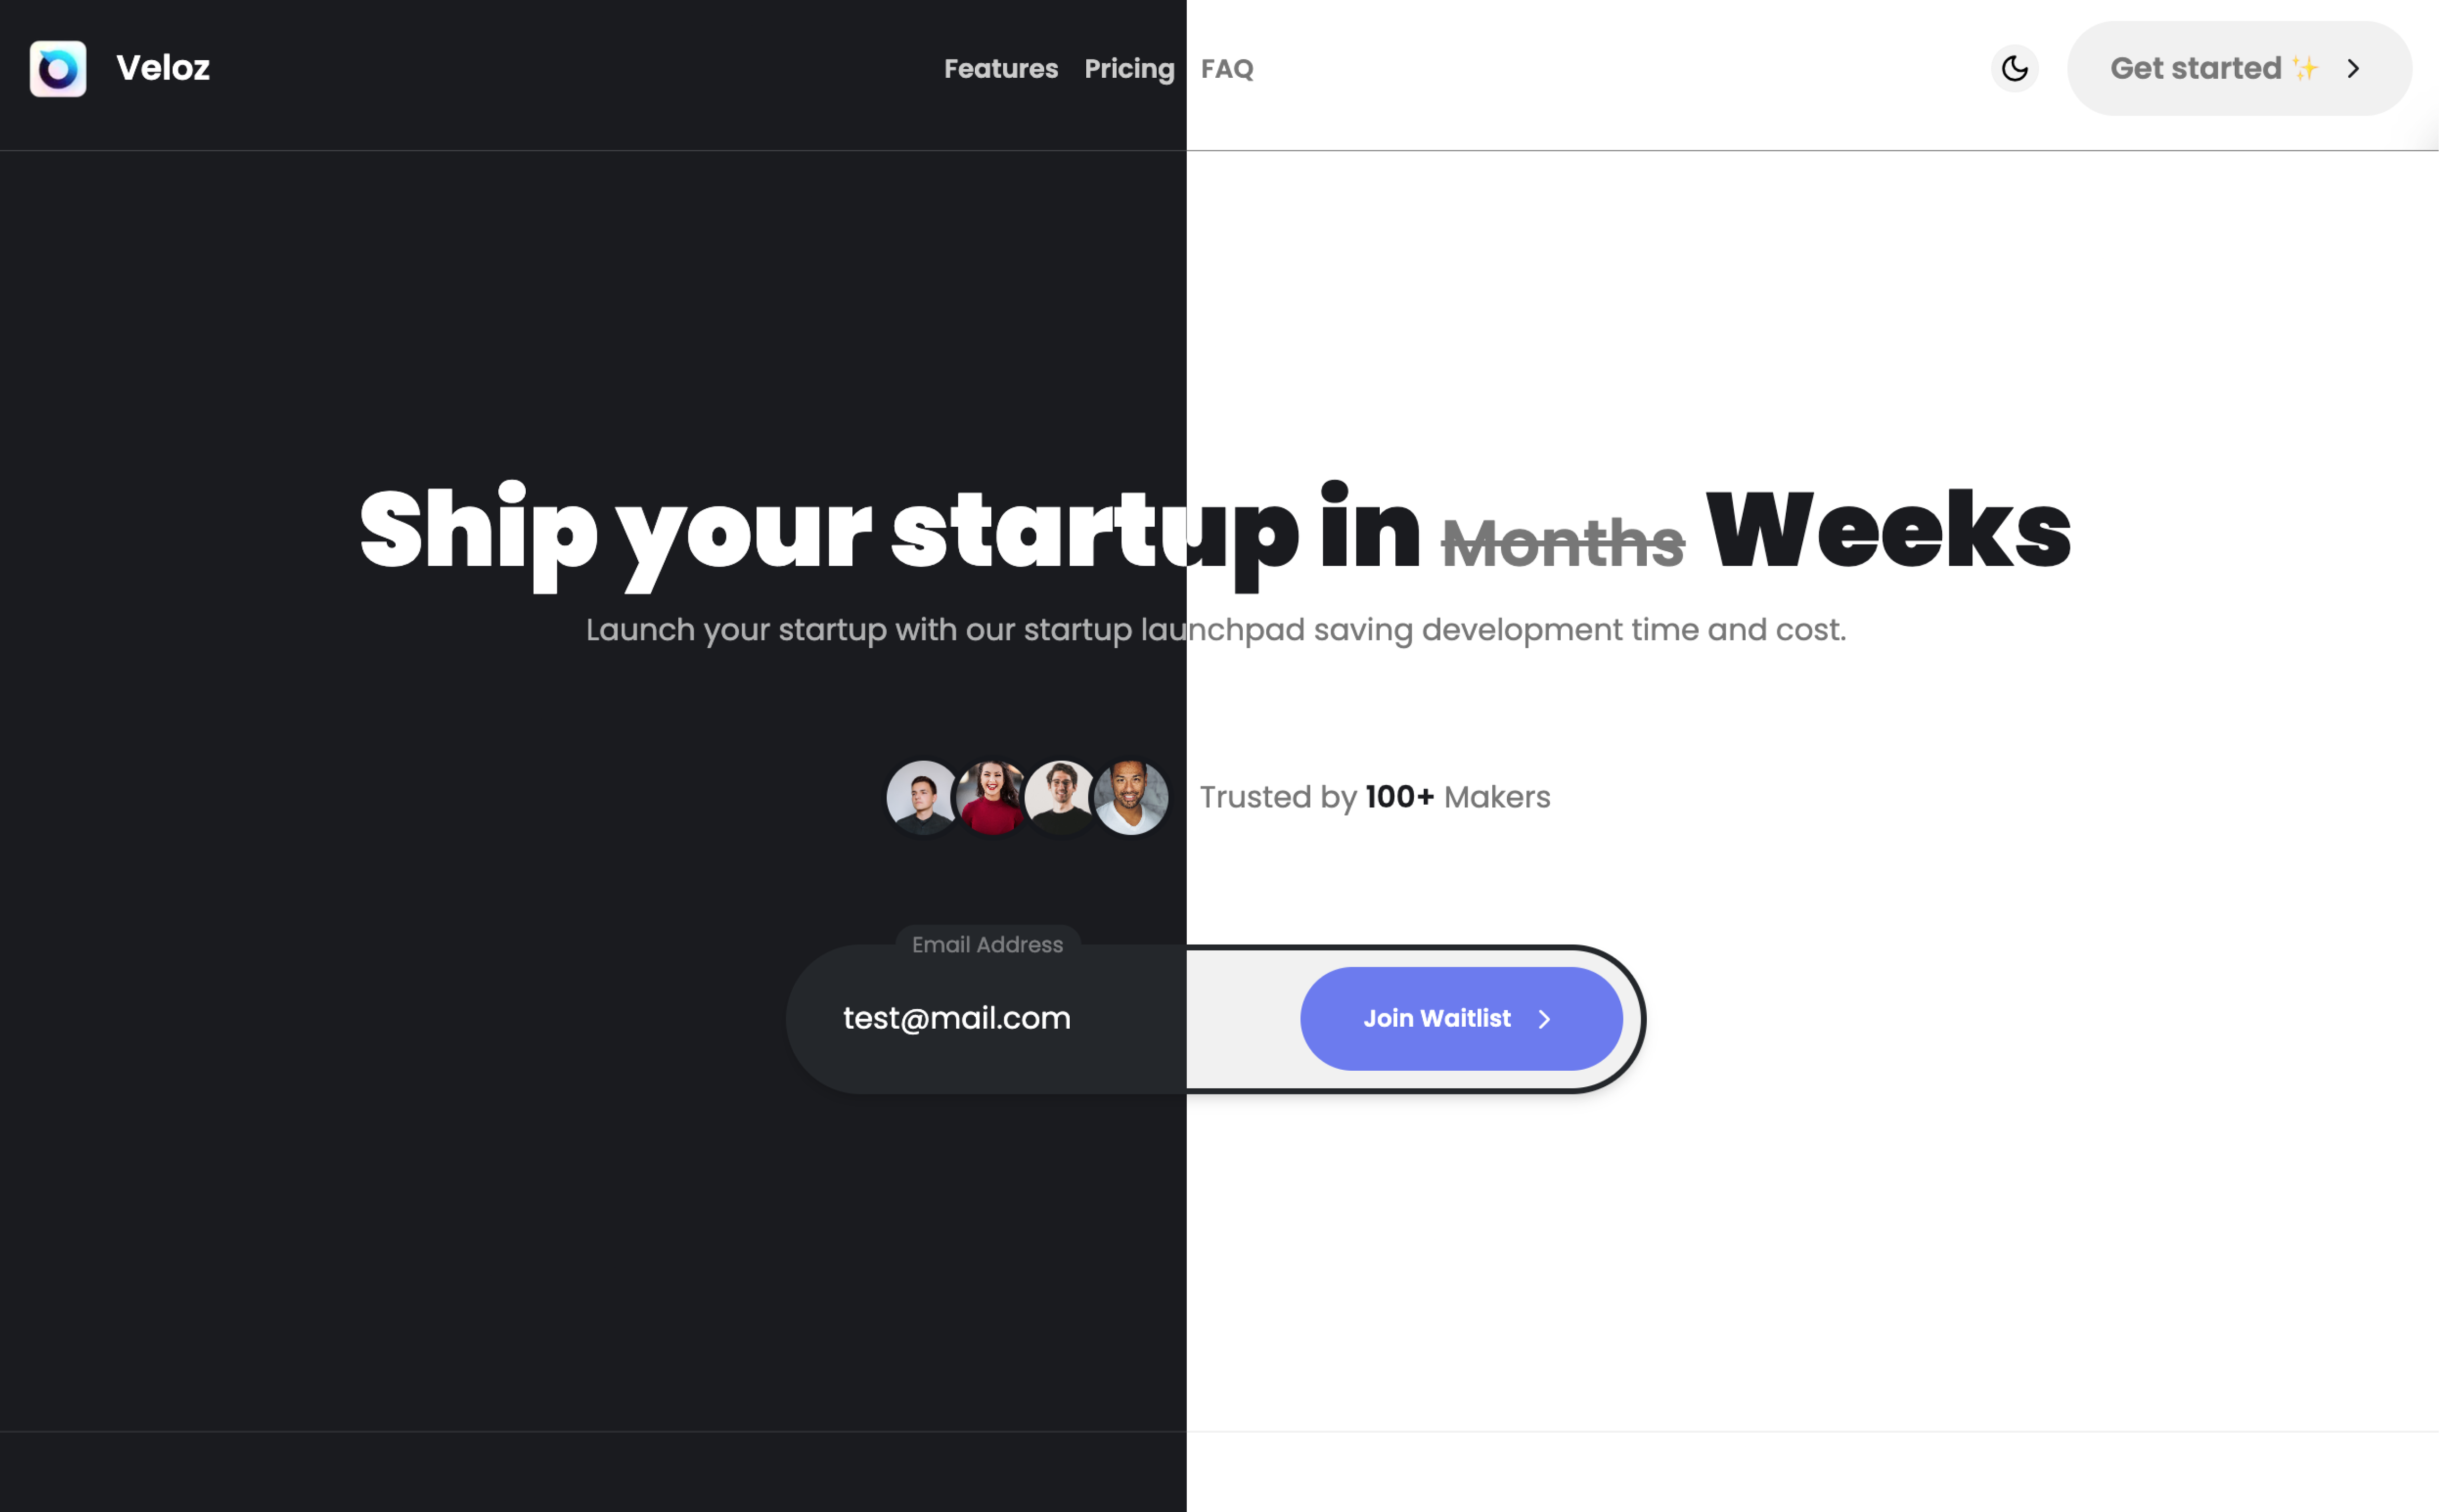 Veloz Features Pricing FAQ Get started ✨
Ship your startup in Months Weeks
Launch your startup with our startup launchpad saving development time and cost.
Trusted by 100+ Makers
Email Address
test@mail.com Join Waitlist